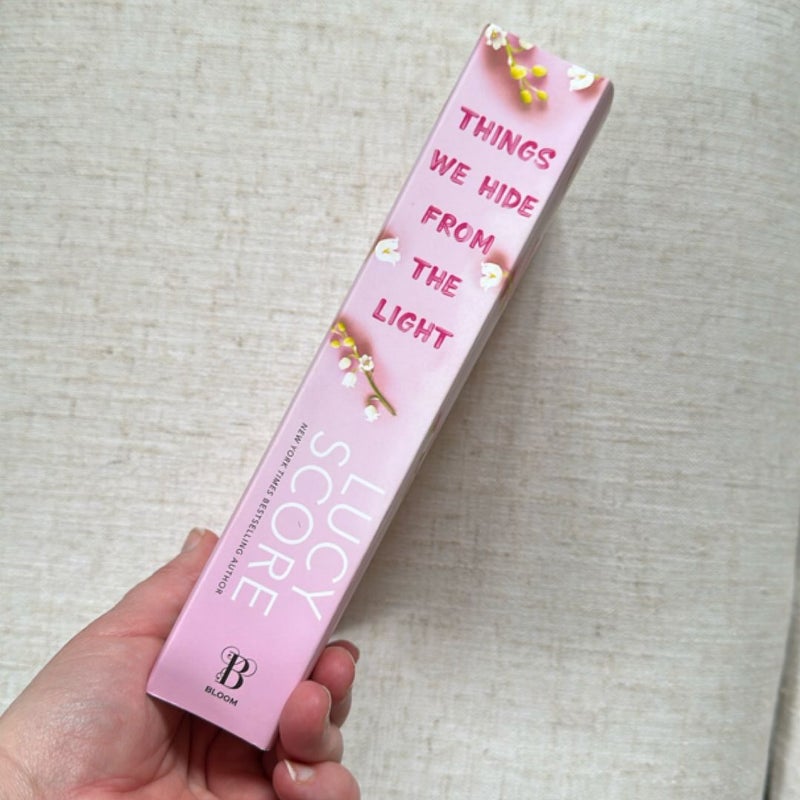 THINGS
WE HIDE
FROM
THE
LIGHT
LUCY
SCORE
NEW YORK TIMES BESTSELLING AUTHOR
B
BLOOM